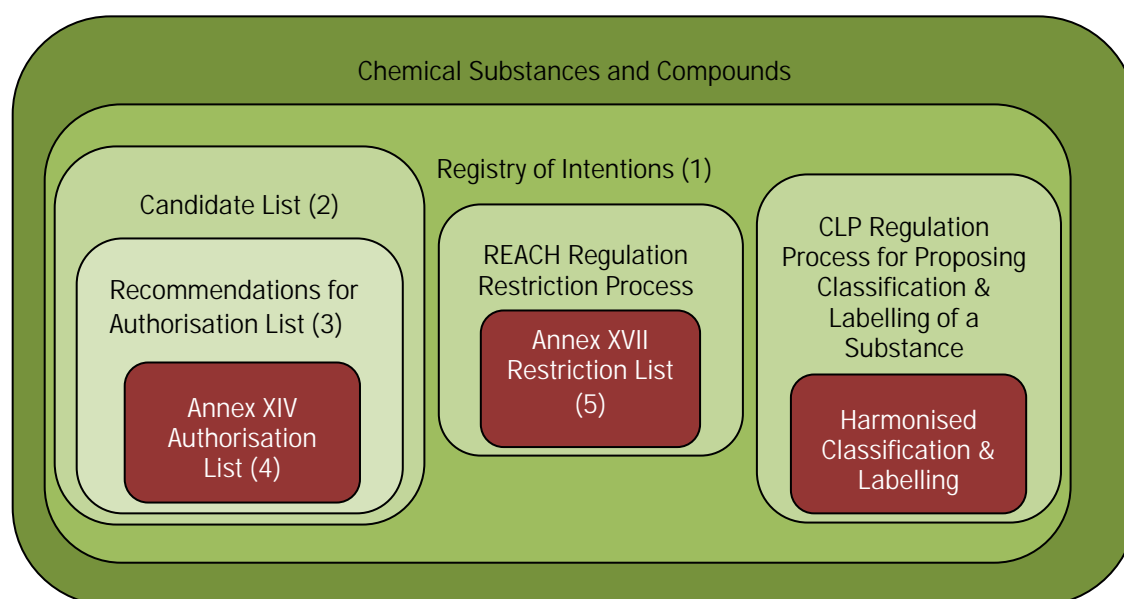 Chemical Substances and Compounds
Registry of Intentions (1)
Candidate List (2)
Recommendations for
Authorisation List (3)
Annex XIV
Authorisation
List (4)
REACH Regulation
Restriction Process
Annex XVII
Restriction List
(5)
CLP Regulation
Process for Proposing
Classification &
Labelling of a
Substance
Harmonised
Classification &
Labelling